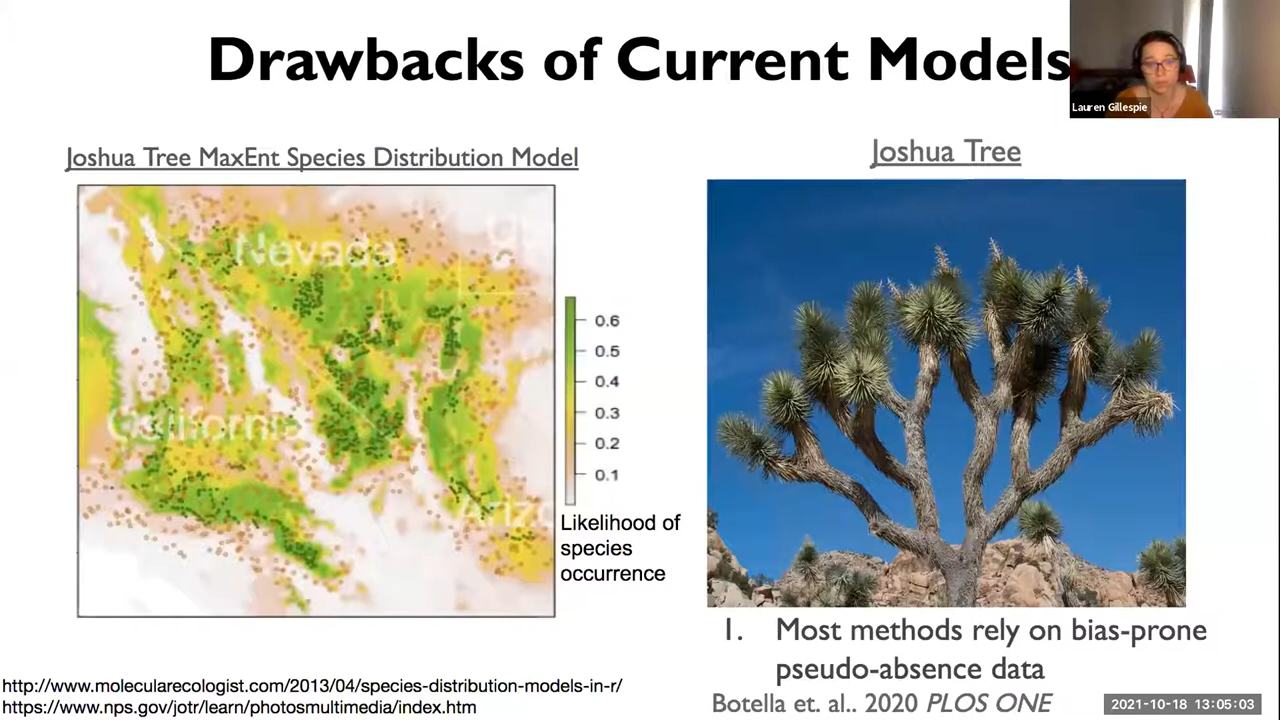 Drawbacks of Current Models
Lauren Gillespie
Joshua Tree MaxEnt Species Distribution Model
Nevada
California
0.6
0.5
0.4
0.3
0.2
0.1
Likelihood of
species
occurrence
Joshua Tree
1. Most methods rely on bias-prone
pseudo-absence data
Botella et. al.. 2020 PLOS ONE
http://www.molecularecologist.com/2013/04/species-distribution-models-in-r/
https://www.nps.gov/jotr/learn/photosmultimedia/index.htm
2021-10-18 13:05:03